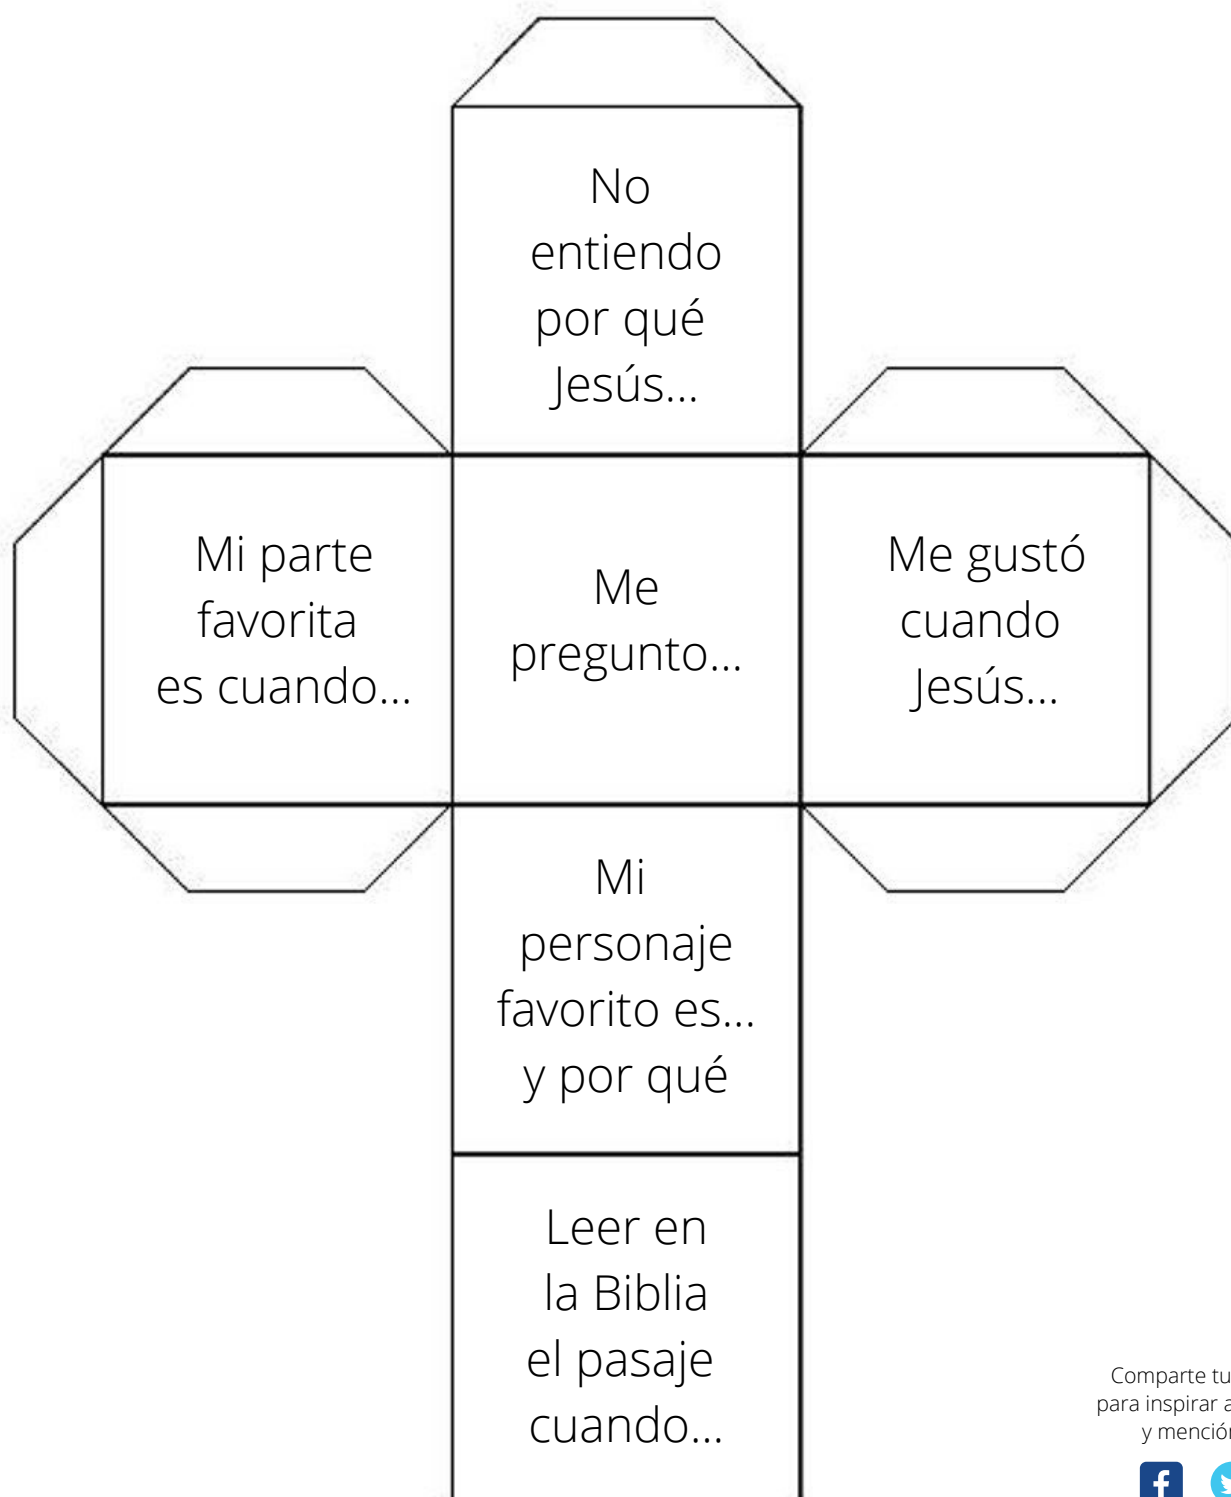 No
entiendo
por qué
Jesús...
Mi parte
favorita
es cuando...
Me
pregunto...
Me gustó
cuando
Jesús...
Mi
personaje
favorito es...
y por qué
Leer en
la Biblia
el pasaje
cuando...
Comparte tu
para inspirar a
y menció